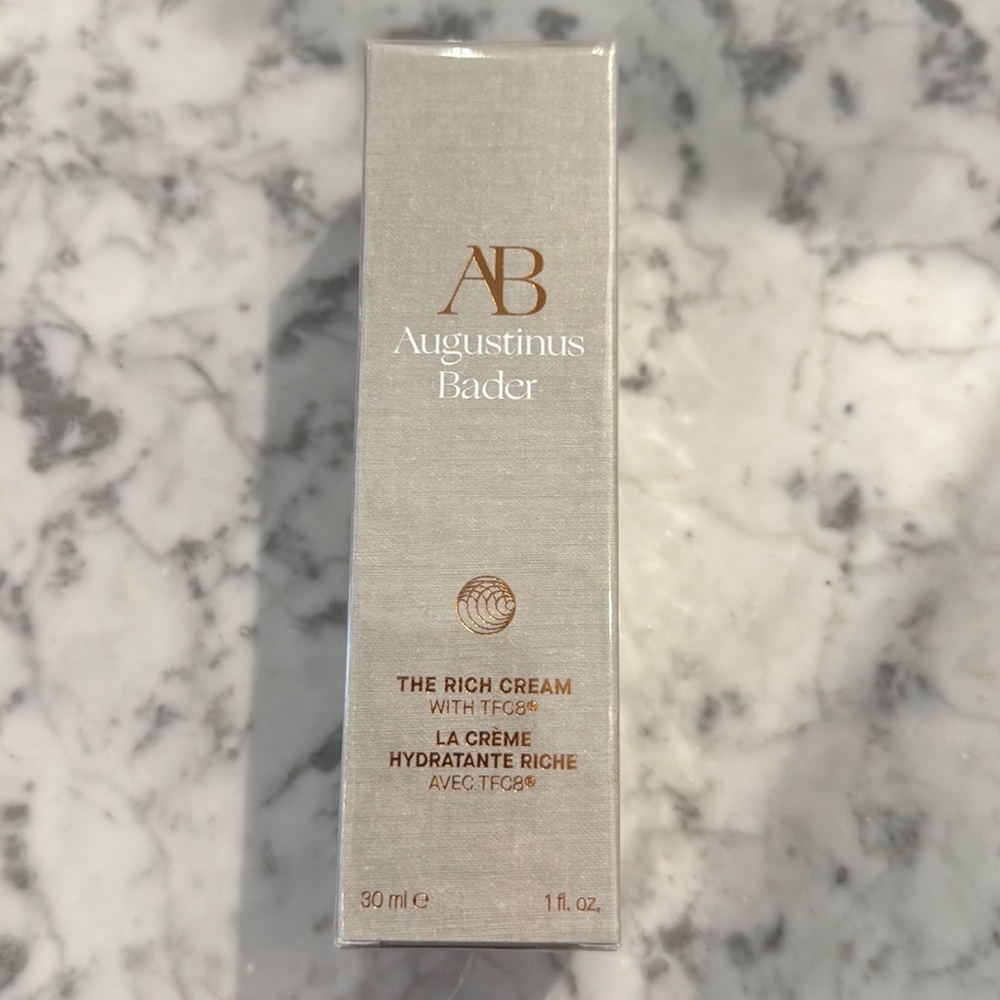 AB
Augustinus
Bader
THE RICH CREAM
WITH TFC8®
LA CRÈME
HYDRATANTE RICHE
AVEC TFC8®
30 ml ℮ 1 fl. oz.